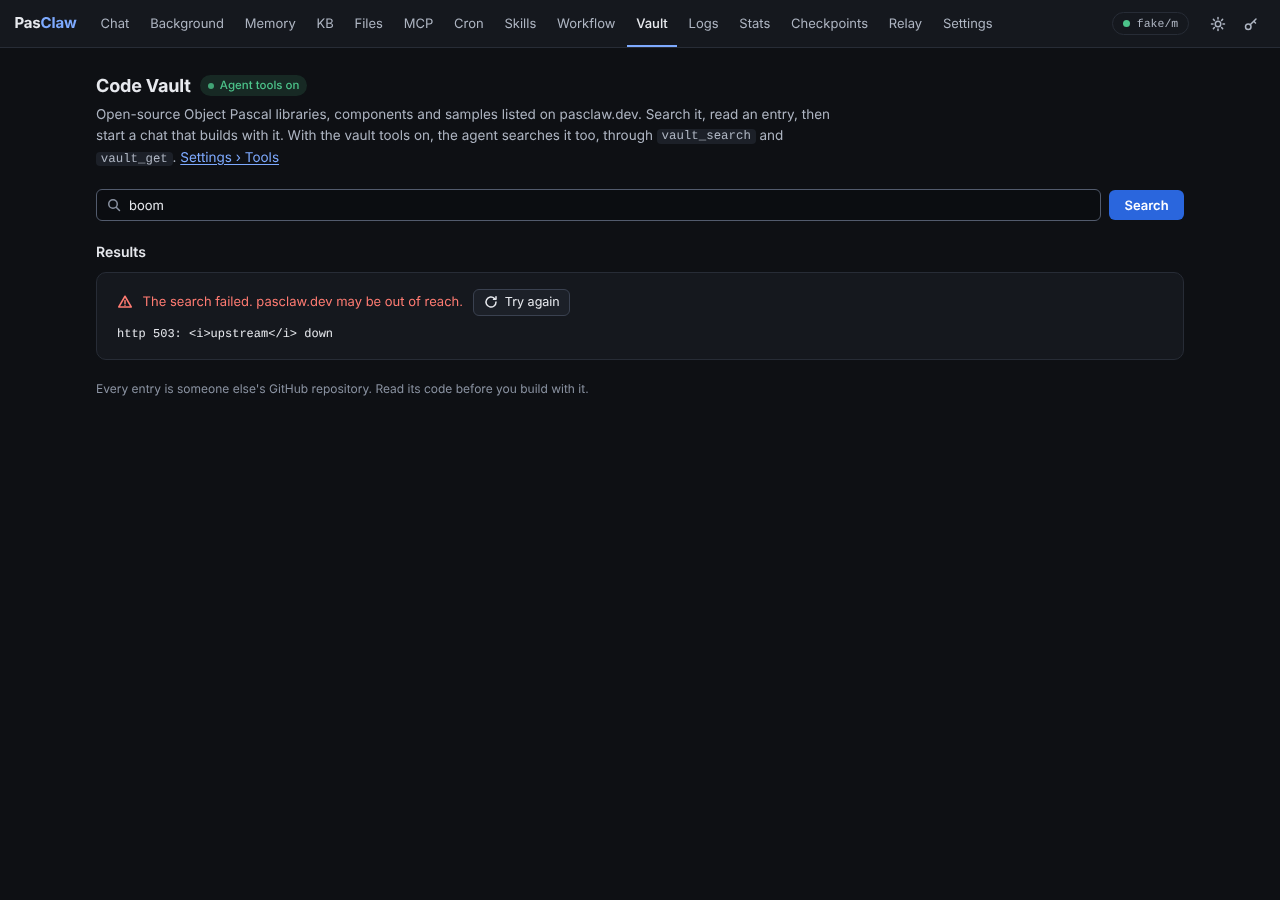 PasClaw Chat Background Memory KB Files MCP Cron Skills Workflow Vault Logs Stats Checkpoints Relay Settings fake/m
Code Vault Agent tools on
Open-source Object Pascal libraries, components and samples listed on pasclaw.dev. Search it, read an entry, then
start a chat that builds with it. With the vault tools on, the agent searches it too, through vault_search and
vault_get. Settings › Tools
boom Search
Results
The search failed. pasclaw.dev may be out of reach. Try again
http 503: <i>upstream</i> down
Every entry is someone else's GitHub repository. Read its code before you build with it.